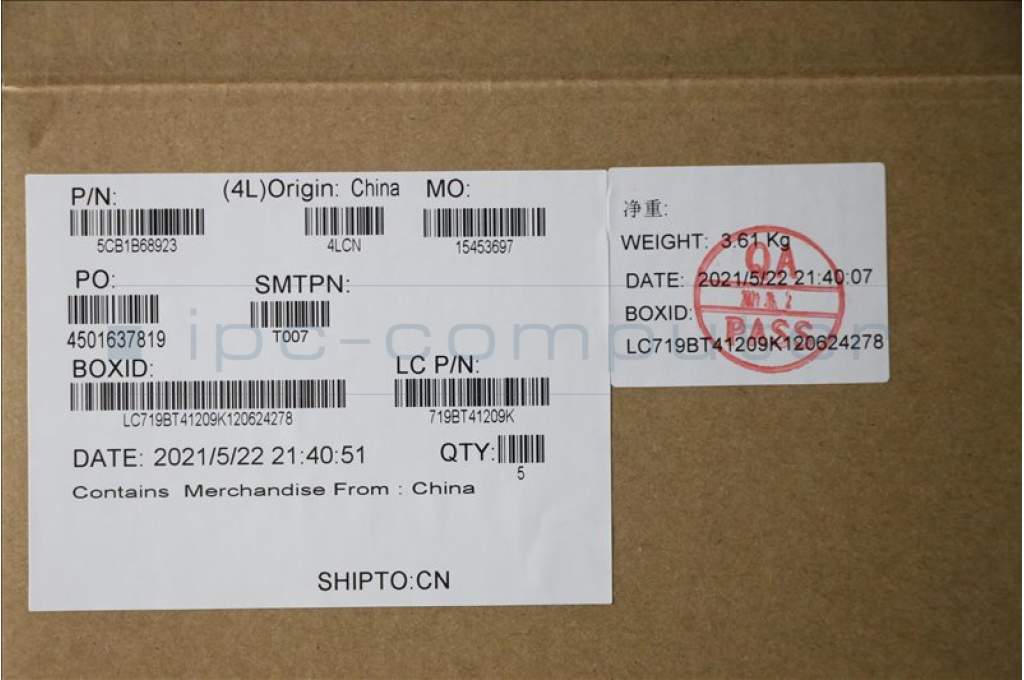 P/N: (4L)Origin: China MO:
5CB1B68923 4LCN 15453697
PO: SMTPN:
4501637819 T007
BOXID: LC P/N:
LC719BT41209K120624278 719BT41209K
DATE: 2021/5/22 21:40:51 QTY:
5
Contains Merchandise From : China
SHIPTO:CN
净重:
WEIGHT: 3.61 Kg
DATE: 2021/5/22 21:40:07
BOXID:
LC719BT41209K120624278
QA
PASS
ipc-computer